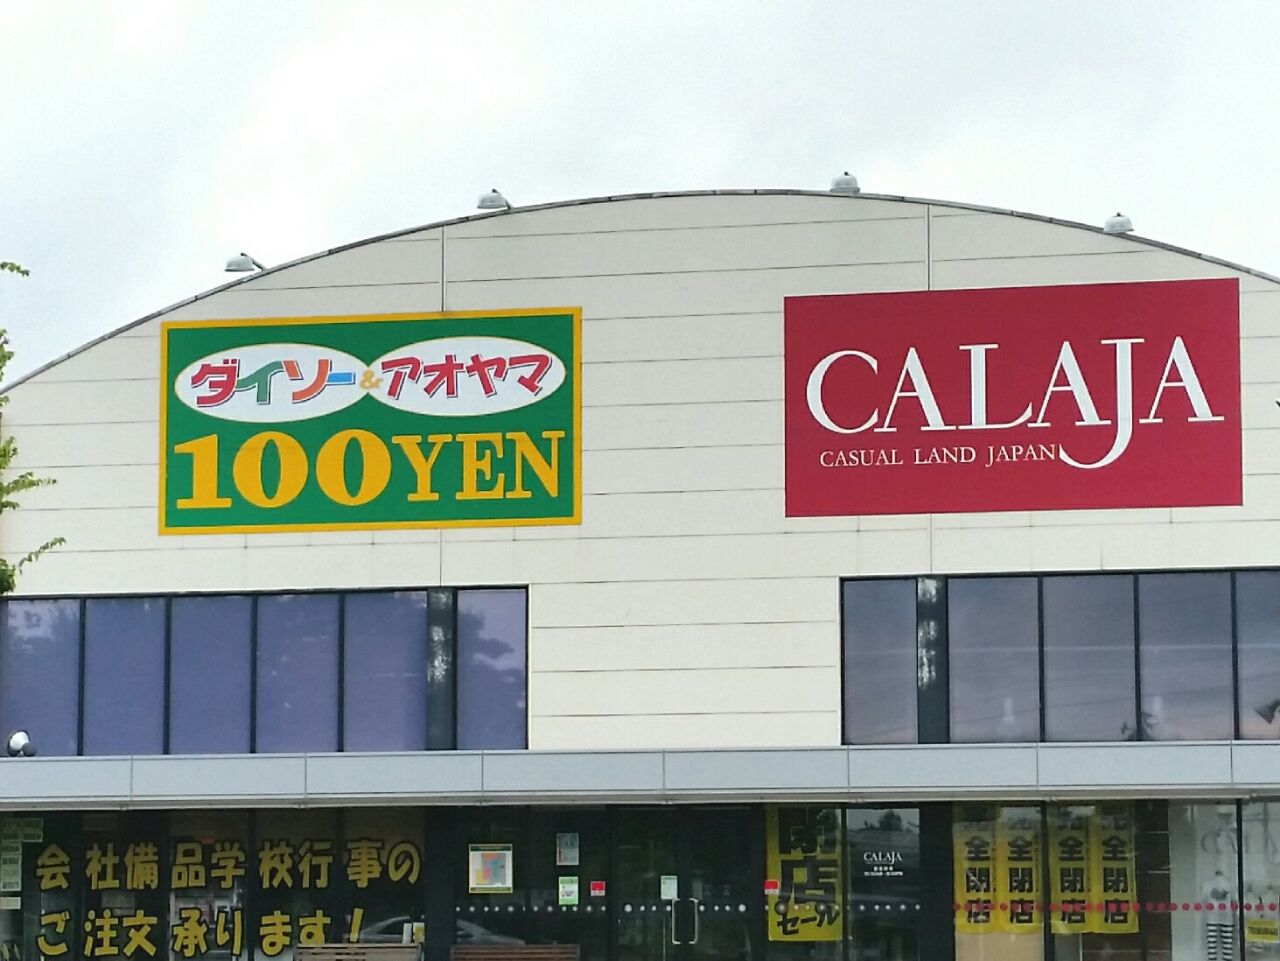 ダイソー&アオヤマ
100YEN
CALAJA
CASUAL LAND JAPAN
会社備品学校行事の
ご注文承ります!
閉店
セール
CALAJA
全
閉
店
全
閉
店
全
閉
店
全
閉
店